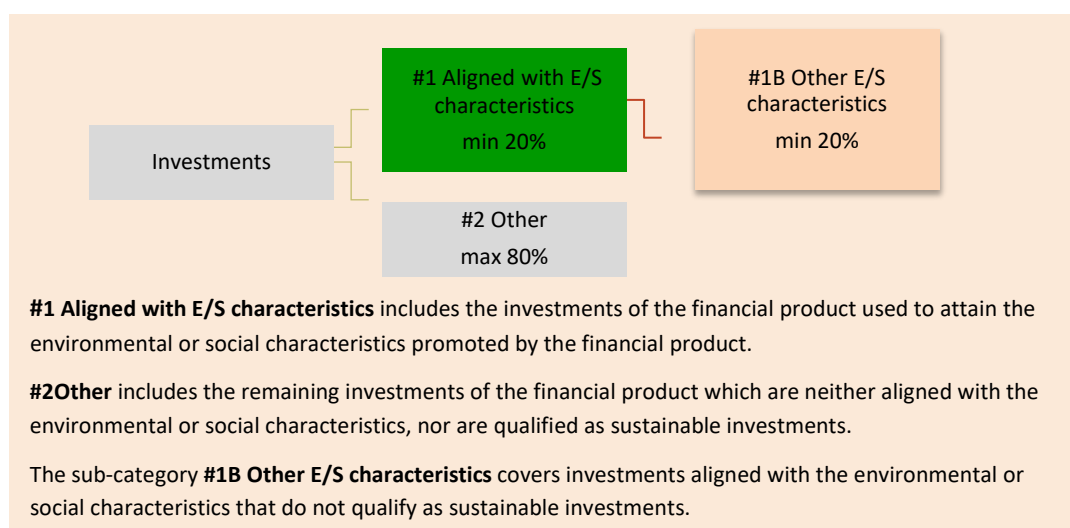 #1 Aligned with E/S
characteristics
min 20%
#1B Other E/S
characteristics
min 20%
Investments
#2 Other
max 80%
#1 Aligned with E/S characteristics includes the investments of the financial product used to attain the
environmental or social characteristics promoted by the financial product.
#2Other includes the remaining investments of the financial product which are neither aligned with the
environmental or social characteristics, nor are qualified as sustainable investments.
The sub-category #1B Other E/S characteristics covers investments aligned with the environmental or
social characteristics that do not qualify as sustainable investments.